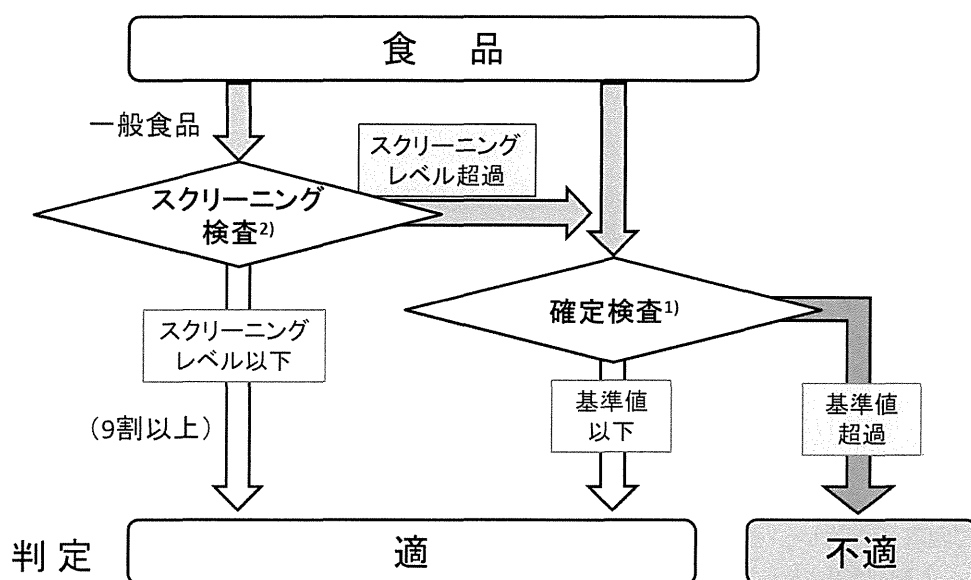 食 品
一般食品
スクリーニング
レベル超過
スクリーニング
検査2)
確定検査1)
スクリーニング
レベル以下
(9割以上)
基準値
以下
基準値
超過
判 定
適
不適